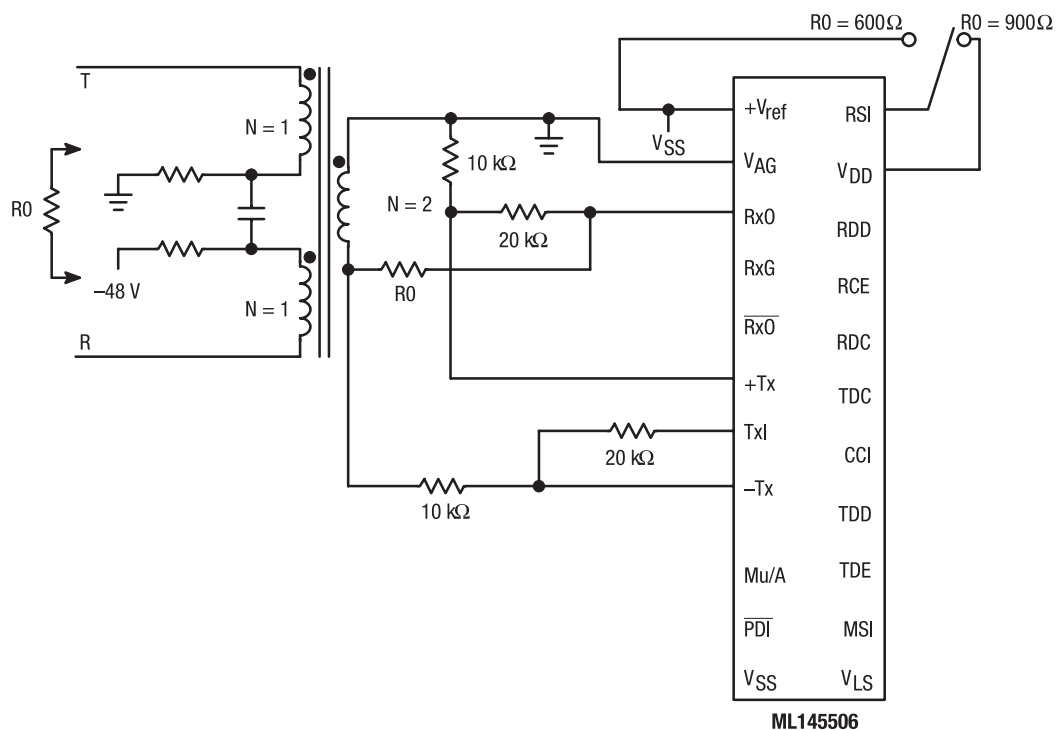 R0 = 600Ω
R0 = 900Ω
T
N = 1
R0
–48 V
N = 1
R
N = 2
10 kΩ
20 kΩ
R0
20 kΩ
10 kΩ
VSS
+Vref
VAG
RxO
RxG
RxO
+Tx
TxI
–Tx
Mu/A
PDI
VSS
RSI
VDD
RDD
RCE
RDC
TDC
CCI
TDD
TDE
MSI
VLS
ML145506